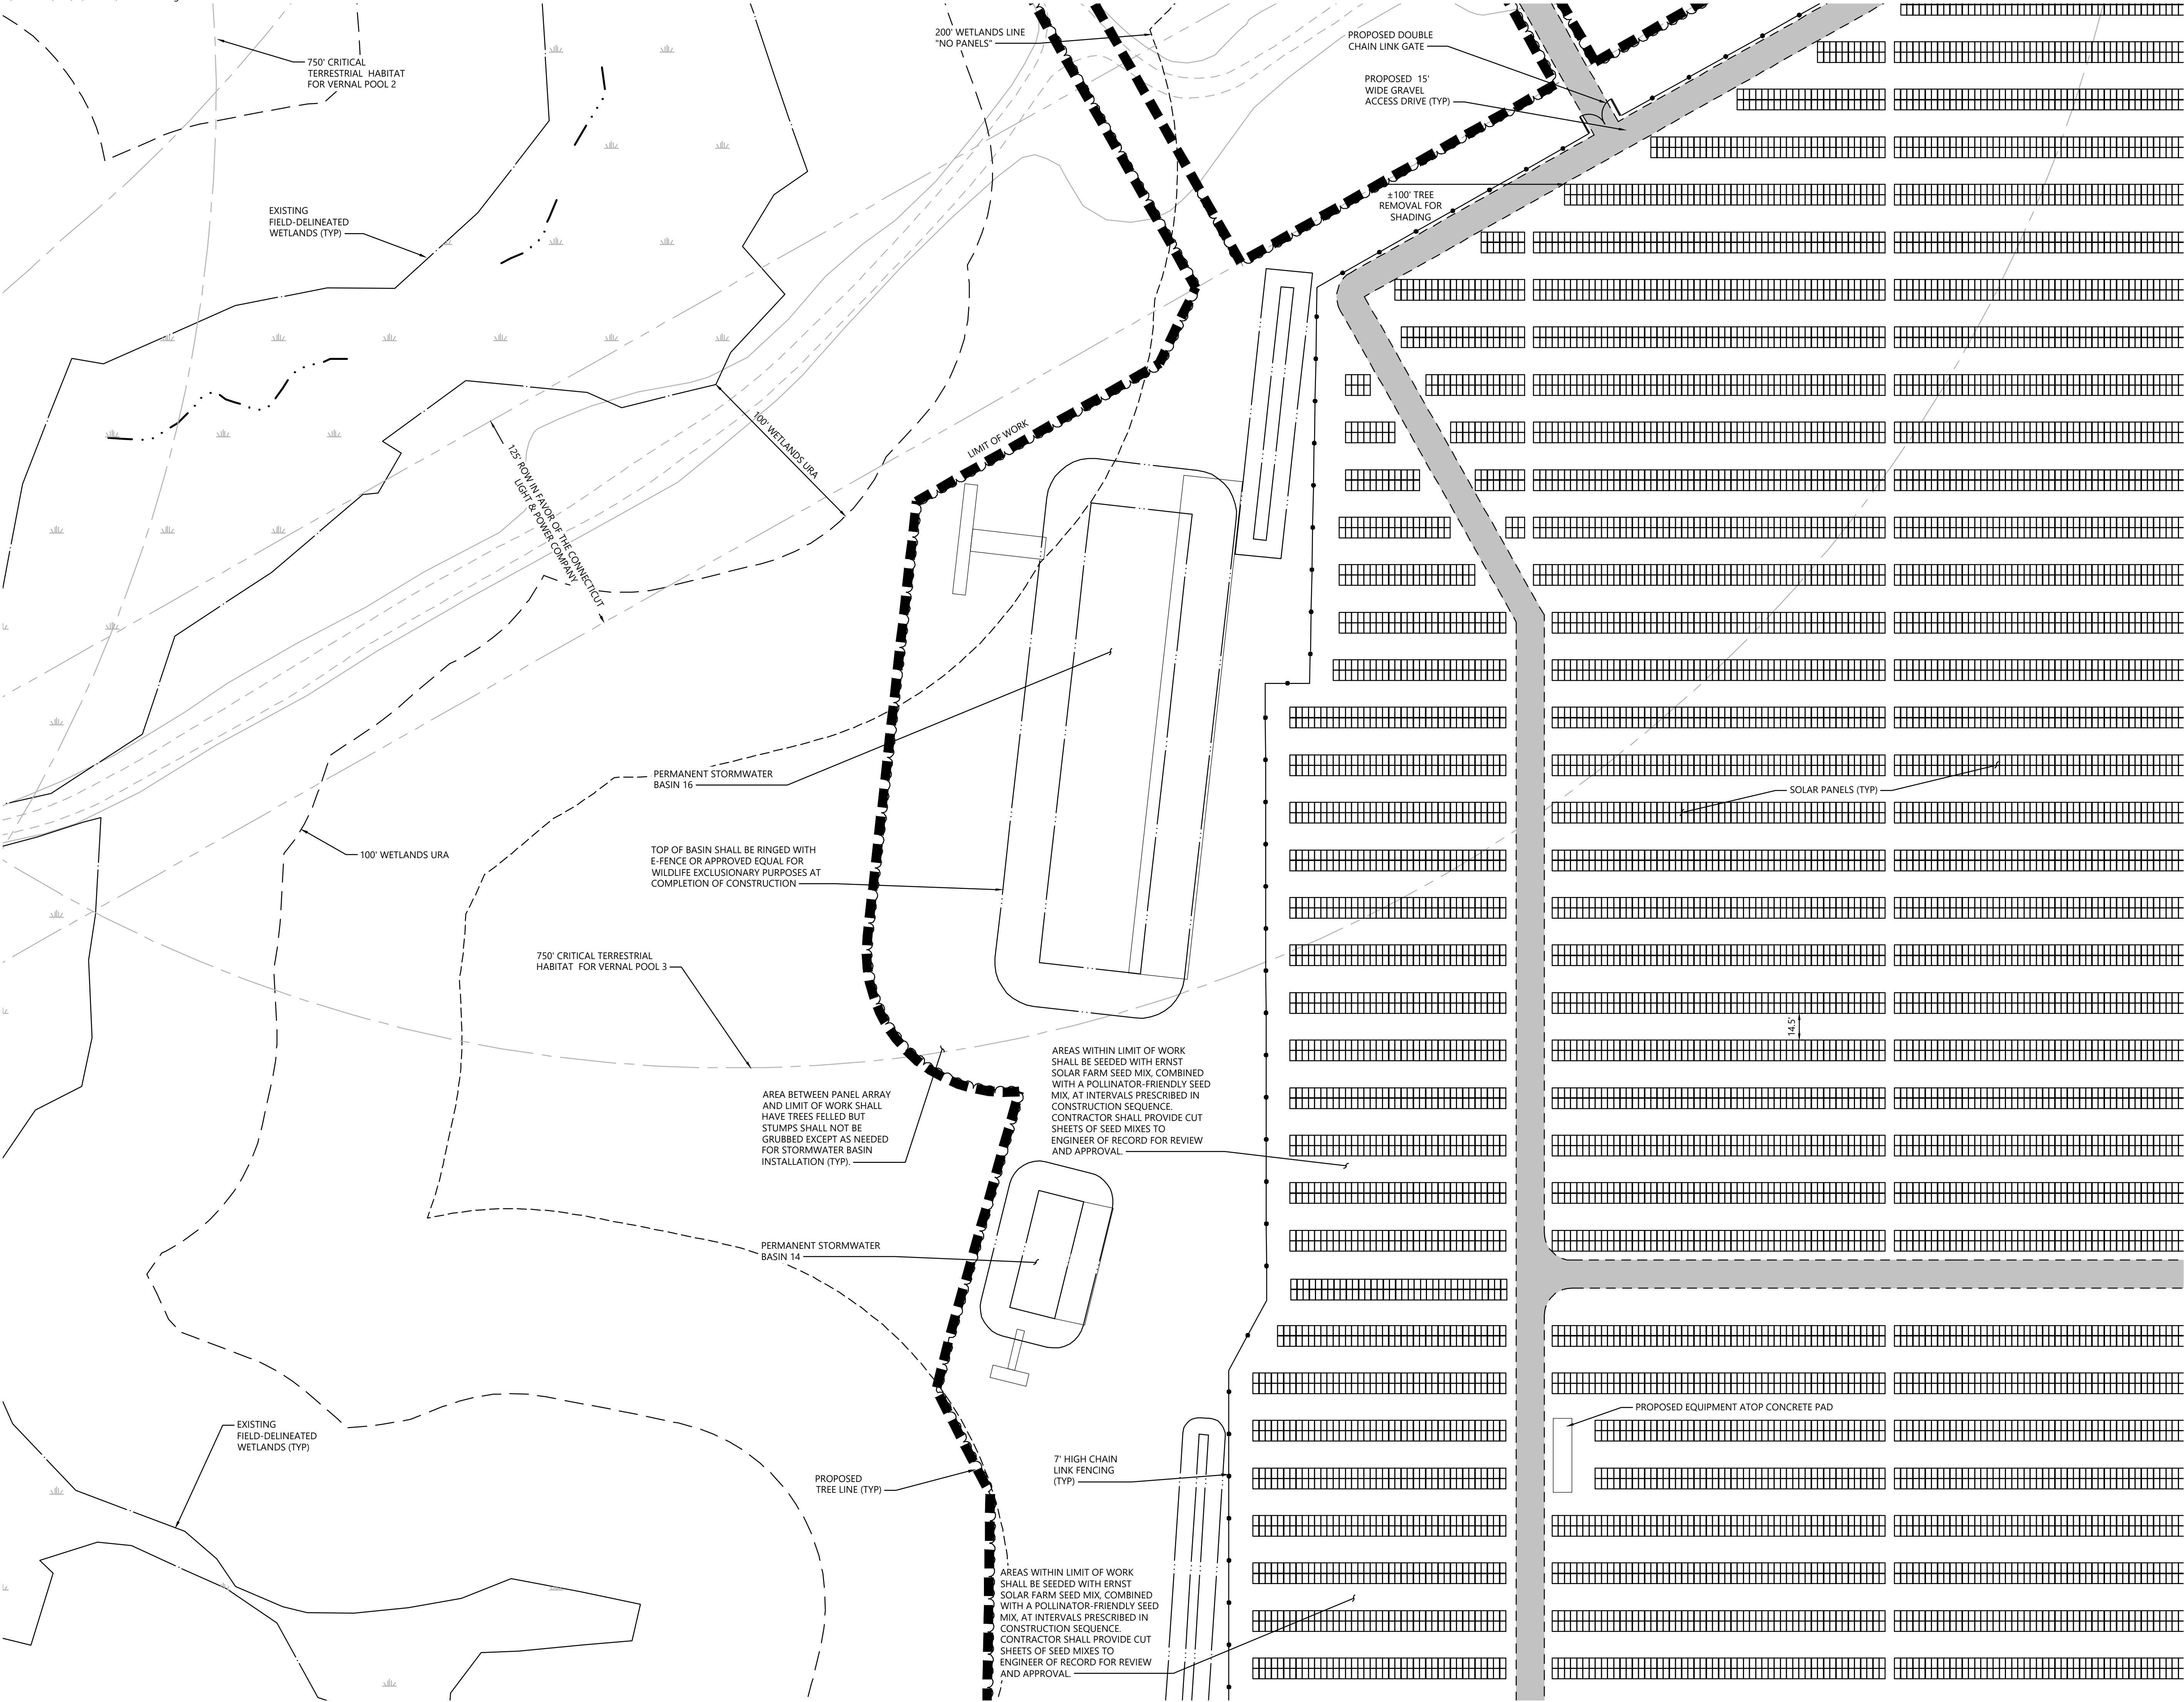 200' WETLANDS LINE
"NO PANELS"
PROPOSED DOUBLE
CHAIN LINK GATE
750' CRITICAL
TERRESTRIAL HABITAT
FOR VERNAL POOL 2
PROPOSED 15'
WIDE GRAVEL
ACCESS DRIVE (TYP)
±100' TREE
REMOVAL FOR
SHADING
EXISTING
FIELD-DELINEATED
WETLANDS (TYP)
100' WETLANDS URA
LIMIT OF WORK
125' ROW IN FAVOR OF THE CONNECTICUT
LIGHT & POWER COMPANY
PERMANENT STORMWATER
BASIN 16
SOLAR PANELS (TYP)
100' WETLANDS URA
TOP OF BASIN SHALL BE RINGED WITH
E-FENCE OR APPROVED EQUAL FOR
WILDLIFE EXCLUSIONARY PURPOSES AT
COMPLETION OF CONSTRUCTION
750' CRITICAL TERRESTRIAL
HABITAT FOR VERNAL POOL 3
14.5'
AREAS WITHIN LIMIT OF WORK
SHALL BE SEEDED WITH ERNST
SOLAR FARM SEED MIX, COMBINED
WITH A POLLINATOR-FRIENDLY SEED
MIX, AT INTERVALS PRESCRIBED IN
CONSTRUCTION SEQUENCE.
CONTRACTOR SHALL PROVIDE CUT
SHEETS OF SEED MIXES TO
ENGINEER OF RECORD FOR REVIEW
AND APPROVAL.
AREA BETWEEN PANEL ARRAY
AND LIMIT OF WORK SHALL
HAVE TREES FELLED BUT
STUMPS SHALL NOT BE
GRUBBED EXCEPT AS NEEDED
FOR STORMWATER BASIN
INSTALLATION (TYP).
PERMANENT STORMWATER
BASIN 14
PROPOSED EQUIPMENT ATOP CONCRETE PAD
EXISTING
FIELD-DELINEATED
WETLANDS (TYP)
7' HIGH CHAIN
LINK FENCING
(TYP)
PROPOSED
TREE LINE (TYP)
AREAS WITHIN LIMIT OF WORK
SHALL BE SEEDED WITH ERNST
SOLAR FARM SEED MIX, COMBINED
WITH A POLLINATOR-FRIENDLY SEED
MIX, AT INTERVALS PRESCRIBED IN
CONSTRUCTION SEQUENCE.
CONTRACTOR SHALL PROVIDE CUT
SHEETS OF SEED MIXES TO
ENGINEER OF RECORD FOR REVIEW
AND APPROVAL.